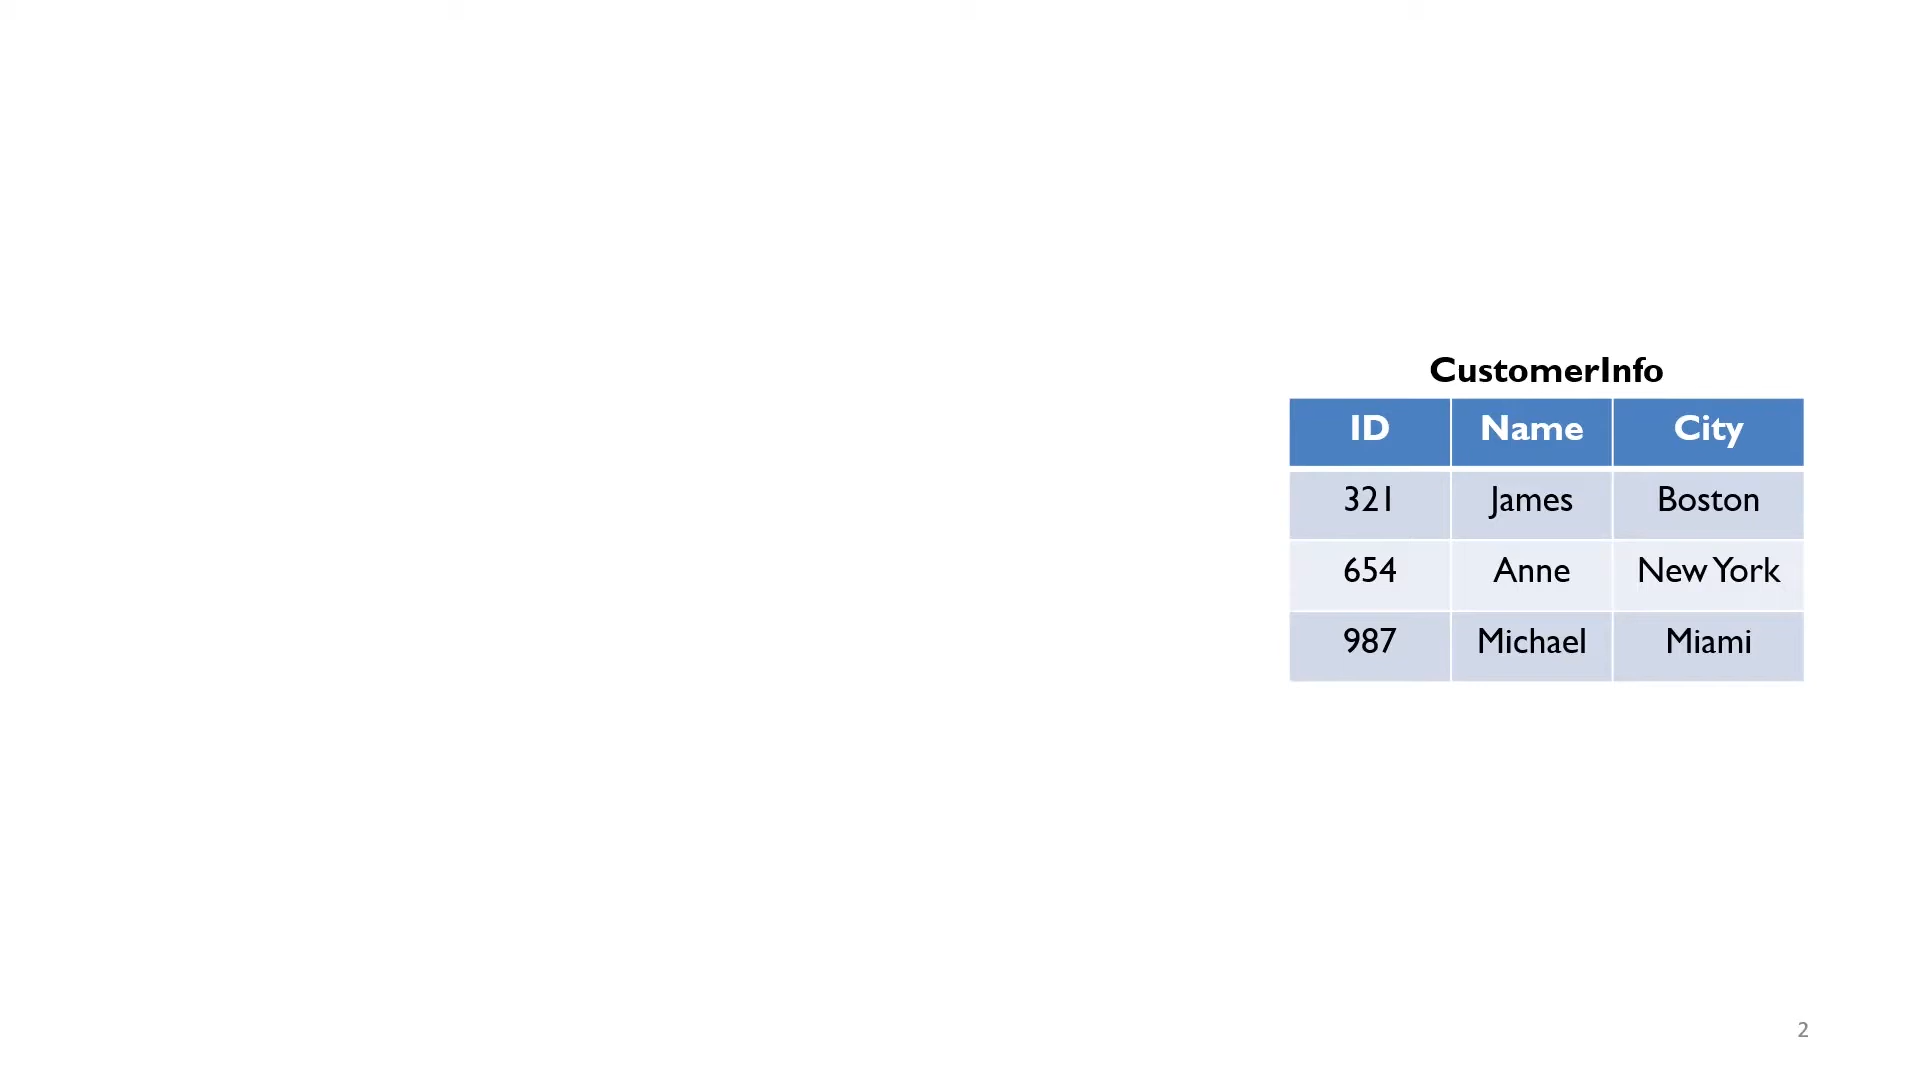 CustomerInfo
ID Name City
321 James Boston
654 Anne New York
987 Michael Miami
2